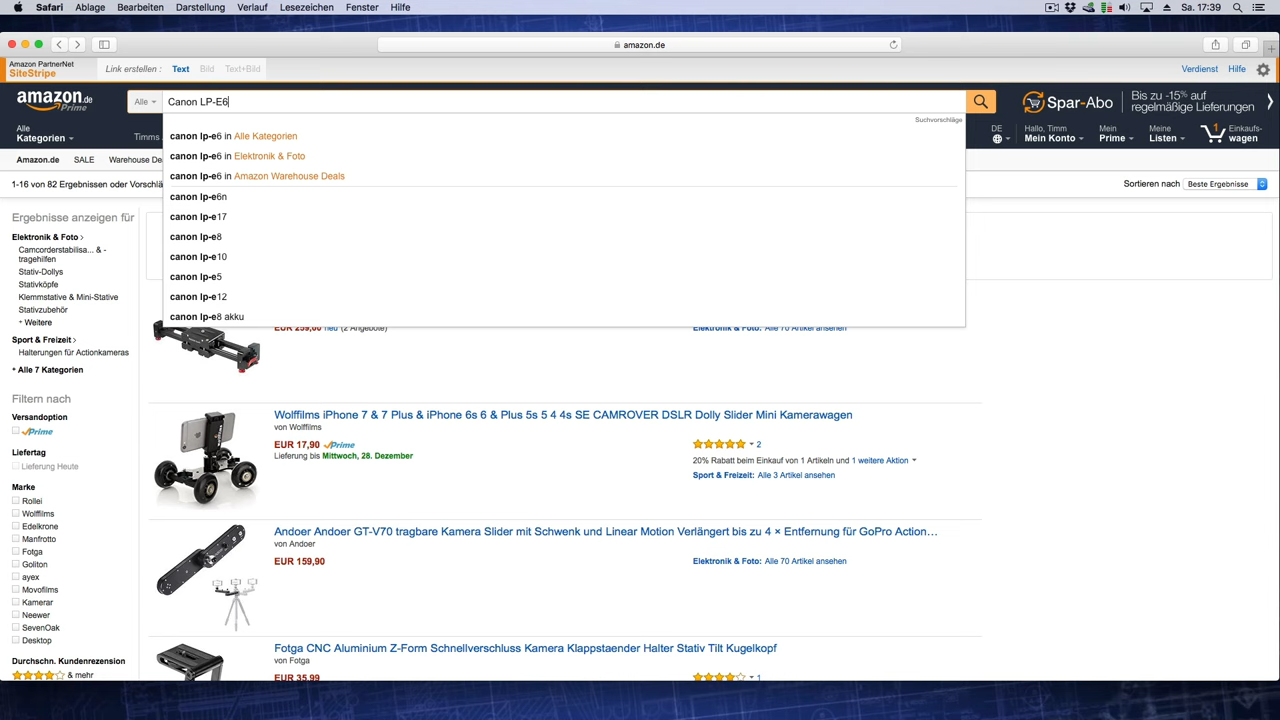 Safari Ablage Bearbeiten Darstellung Verlauf Lesezeichen Fenster Hilfe
Sa. 17:39
amazon.de
Amazon PartnerNet
SiteStripe
Link erstellen : Text Bild Text+Bild
Verdienst Hilfe
amazon.de
Prime
Alle
Canon LP-E6
Spar-Abo
Bis zu -15% auf
regelmäßige Lieferungen
Suchvorschläge
Alle
Kategorien
Timms
DE
Hallo, Timm
Mein Konto
Mein
Prime
Meine
Listen
1
Einkaufs-
wagen
Amazon.de SALE Warehouse
canon lp-e6 in Alle Kategorien
canon lp-e6 in Elektronik & Foto
canon lp-e6 in Amazon Warehouse Deals
canon lp-e6n
canon lp-e17
canon lp-e8
canon lp-e10
canon lp-e5
canon lp-e12
canon lp-e8 akku
1-16 von 82 Ergebnissen oder Vorschlä
Sortieren nach Beste Ergebnisse
Ergebnisse anzeigen für
Elektronik & Foto
Camcorderstabilisa... & -
tragehilfen
Stativ-Dollys
Stativköpfe
Klemmstative & Mini-Stative
Stativzubehör
+ Weitere
Sport & Freizeit
Halterungen für Actionkameras
+ Alle 7 Kategorien
Filtern nach
Versandoption
Prime
Liefertag
Lieferung Heute
Marke
Rollei
Wolffilms
Edelkrone
Manfrotto
Fotga
Goliton
ayex
Movofilms
Kamerar
Neewer
SevenOak
Desktop
Durchschn. Kundenrezension
& mehr
EUR 259,00 neu (2 Angebote)
Elektronik & Foto: Alle 70 Artikel ansehen
Wolffilms iPhone 7 & 7 Plus & iPhone 6s 6 & Plus 5s 5 4 4s SE CAMROVER DSLR Dolly Slider Mini Kamerawagen
von Wolffilms
EUR 17,90 Prime
Lieferung bis Mittwoch, 28. Dezember
2
20% Rabatt beim Einkauf von 1 Artikeln und 1 weitere Aktion
Sport & Freizeit: Alle 3 Artikel ansehen
Andoer Andoer GT-V70 tragbare Kamera Slider mit Schwenk und Linear Motion Verlängert bis zu 4 × Entfernung für GoPro Action…
von Andoer
EUR 159,90
Elektronik & Foto: Alle 70 Artikel ansehen
Fotga CNC Aluminium Z-Form Schnellverschluss Kamera Klappstaender Halter Stativ Tilt Kugelkopf
von Fotga
EUR 35,99
1